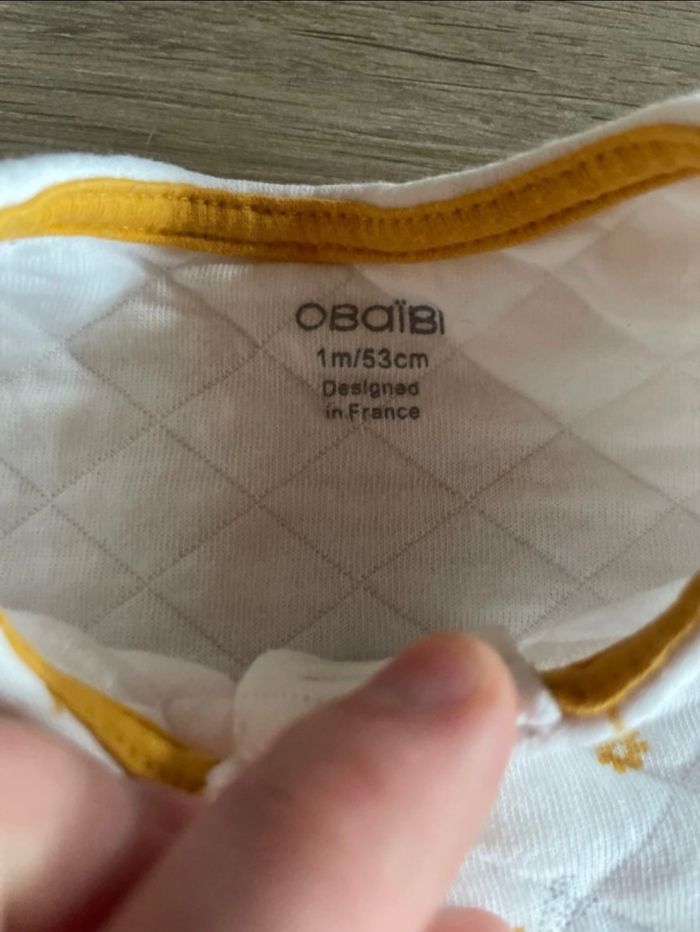 OBAÏBI
1m/53cm
Designed
in France